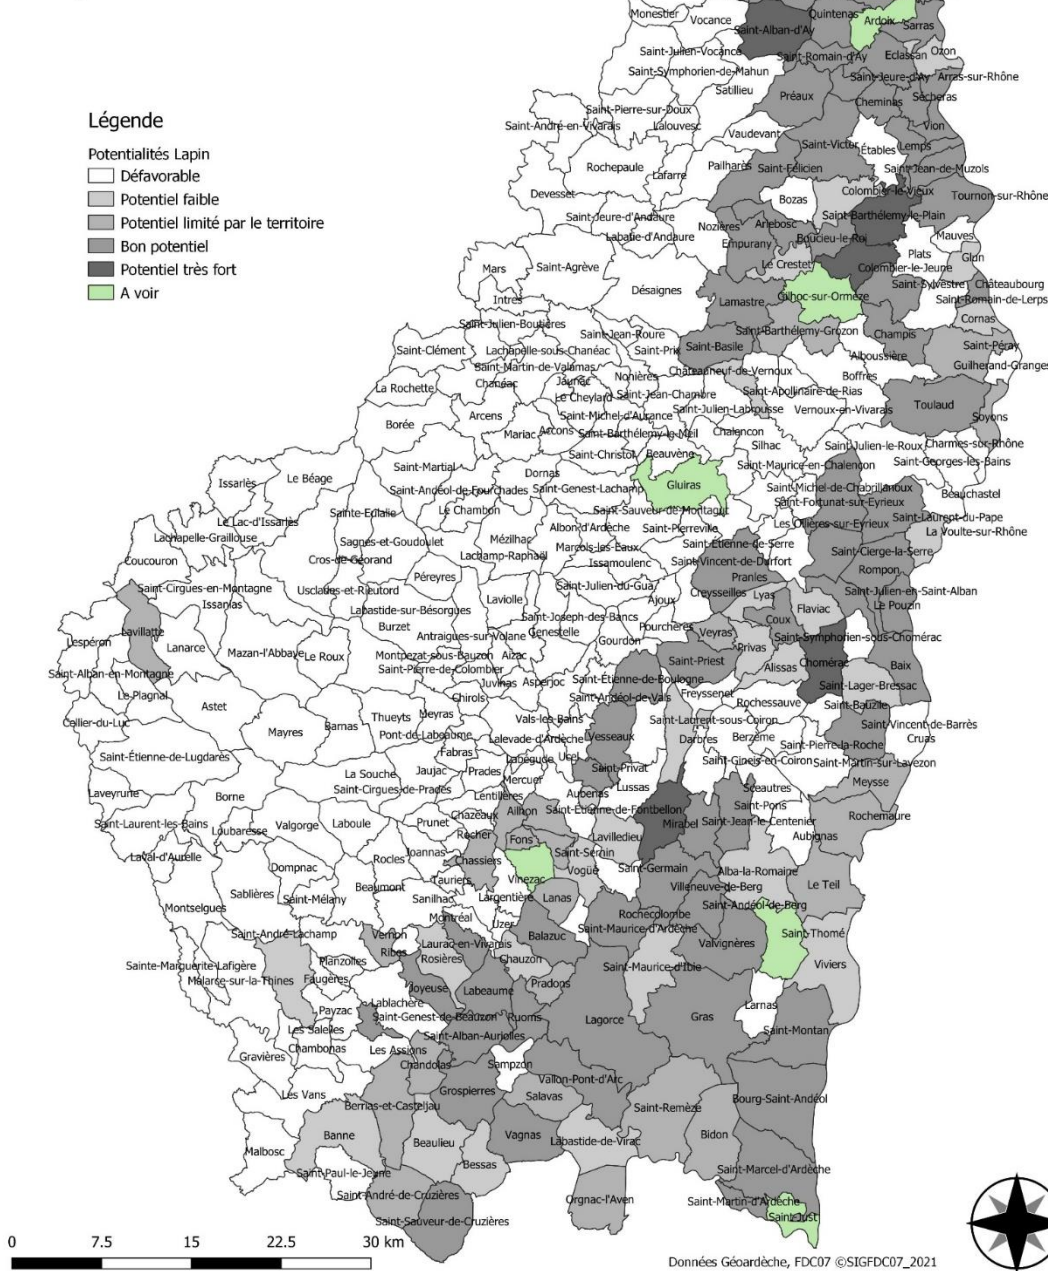 Monestier
Vocance
Quintenas
Ardoix
Sarras
Saint-Alban-d'Ay
Saint-Julien-Vocance
Saint-Romain-d'Ay
Eclassan
Ozon
Saint-Symphorien-de-Mahun
Saint-Jeure-d'Ay
Arras-sur-Rhône
Satillieu
Préaux
Cheminas
Sécheras
Légende
Saint-Pierre-sur-Doux
Saint-André-en-Vivarais
Lalouvesc
Vaudevant
Vion
Potentialités Lapin
Saint-Victor
Étables
Lemps
Défavorable
Rochepaule
Lafarre
Pailharès
Saint-Félicien
Saint-Jean-de-Muzols
Potentiel faible
Devesset
Bozas
Colombier-le-Vieux
Tournon-sur-Rhône
Potentiel limité par le territoire
Saint-Jeure-d'Andaure
Nozières
Arlebosc
Saint-Barthélemy-le-Plain
Bon potentiel
Labatie-d'Andaure
Empurany
Boucieu-le-Roi
Mauves
Potentiel très fort
Mars
Saint-Agrève
Le Crestet
Plats
Glun
Colombier-le-Jeune
A voir
Désaignes
Gilhoc-sur-Ormèze
Saint-Sylvestre
Châteaubourg
Intres
Lamastre
Saint-Romain-de-Lerps
Saint-Julien-Boutières
Saint-Jean-Roure
Saint-Barthélemy-Grozon
Champis
Cornas
Saint-Clément
Lachapelle-sous-Chanéac
Saint-Prix
Saint-Basile
Alboussière
Saint-Péray
Saint-Martin-de-Valamas
Châteauneuf-de-Vernoux
Boffres
Guilherand-Granges
La Rochette
Chanéac
Jaunac
Nonières
Le Cheylard
Saint-Jean-Chambre
Saint-Apollinaire-de-Rias
Toulaud
Borée
Arcens
Saint-Michel-d'Aurance
Saint-Julien-Labrousse
Vernoux-en-Vivarais
Soyons
Mariac
Accons
Saint-Barthélemy-le-Meil
Chalencon
Silhac
Saint-Julien-le-Roux
Charmes-sur-Rhône
Saint-Christol
Beauvène
Saint-Maurice-en-Chalencon
Saint-Georges-les-Bains
Saint-Martial
Dornas
Gluiras
Issarlès
Le Béage
Saint-Andéol-de-Fourchades
Saint-Genest-Lachamp
Saint-Michel-de-Chabrillanoux
Beauchastel
Saint-Fortunat-sur-Eyrieux
Le Lac-d'Issarlès
Sainte-Eulalie
Le Chambon
Saint-Sauveur-de-Montagut
Saint-Laurent-du-Pape
Lachapelle-Graillouse
Sagnes-et-Goudoulet
Mézilhac
Albon-d'Ardèche
Saint-Pierreville
Les Ollières-sur-Eyrieux
La Voulte-sur-Rhône
Coucouron
Cros-de-Géorand
Lachamp-Raphaël
Marcols-les-Eaux
Saint-Étienne-de-Serre
Saint-Cierge-la-Serre
Issamoulenc
Saint-Vincent-de-Durfort
Rompon
Saint-Cirgues-en-Montagne
Usclades-et-Rieutord
Péreyres
Saint-Julien-du-Gua
Pranles
Issanlas
Labastide-sur-Bésorgues
Laviolle
Ajoux
Creysseilles
Lyas
Flaviac
Saint-Julien-en-Saint-Alban
Le Pouzin
Lespéron
Lavillatte
Burzet
Saint-Joseph-des-Bancs
Pourchères
Coux
Lanarce
Mazan-l'Abbaye
Le Roux
Antraigues-sur-Volane
Genestelle
Gourdon
Veyras
Saint-Symphorien-sous-Chomérac
Montpezat-sous-Bauzon
Aizac
Privas
Saint-Alban-en-Montagne
Saint-Pierre-de-Colombier
Saint-Priest
Alissas
Chomérac
Baix
Le Plagnal
Juvinas
Asperjoc
Saint-Étienne-de-Boulogne
Saint-Lager-Bressac
Astet
Chirols
Saint-Andéol-de-Vals
Freyssenet
Rochessauve
Saint-Bauzile
Cellier-du-Luc
Mayres
Barnas
Thueyts
Meyras
Vals-les-Bains
Saint-Laurent-sous-Coiron
Saint-Vincent-de-Barrès
Pont-de-Labeaume
Lalevade-d'Ardèche
Vesseaux
Darbres
Berzème
Cruas
Saint-Étienne-de-Lugdarès
Fabras
Labégude
Ucel
Saint-Pierre-la-Roche
La Souche
Jaujac
Prades
Mercuer
Saint-Privat
Saint-Gineis-en-Coiron
Saint-Martin-sur-Lavezon
Laveyrune
Borne
Saint-Cirgues-de-Prades
Lentillères
Aubenas
Lussas
Sceautres
Meysse
Saint-Laurent-les-Bains
Loubaresse
Valgorge
Laboule
Prunet
Chazeaux
Ailhon
Saint-Étienne-de-Fontbellon
Mirabel
Saint-Pons
Saint-Jean-le-Centenier
Rochemaure
Rocher
Fons
Lavilledieu
Aubignas
Laval-d'Aurelle
Dompnac
Rocles
Joannas
Chassiers
Saint-Sernin
Vogüé
Saint-Germain
Alba-la-Romaine
Le Teil
Sablières
Saint-Mélany
Beaumont
Tauriers
Vinezac
Villeneuve-de-Berg
Montselgues
Sanilhac
Largentière
Lanas
Saint-Andéol-de-Berg
Montréal
Uzer
Rochecolombe
Saint-André-Lachamp
Vernon
Laurac-en-Vivarais
Balazuc
Saint-Maurice-d'Ardèche
Valvignères
Saint-Thomé
Ribes
Rosières
Chauzon
Sainte-Marguerite-Lafigère
Planzolles
Saint-Maurice-d'Ibie
Viviers
Malarce-sur-la-Thines
Faugères
Joyeuse
Labeaume
Pradons
Payzac
Lablachère
Larnas
Saint-Genest-de-Beauzon
Ruoms
Lagorce
Gras
Les Salelles
Saint-Alban-Auriolles
Saint-Montan
Gravières
Chambonas
Les Assions
Chandolas
Sampzon
Les Vans
Grospierres
Vallon-Pont-d'Arc
Berrias-et-Casteljau
Salavas
Saint-Remèze
Bourg-Saint-Andéol
Malbosc
Banne
Beaulieu
Vagnas
Labastide-de-Virac
Bidon
Saint-Paul-le-Jeune
Bessas
Saint-Marcel-d'Ardèche
Saint-André-de-Cruzières
Orgnac-l'Aven
Saint-Martin-d'Ardèche
Saint-Sauveur-de-Cruzières
Saint-Just
0 7.5 15 22.5 30 km
Données Géoardèche, FDC07 ©SIGFDC07_2021